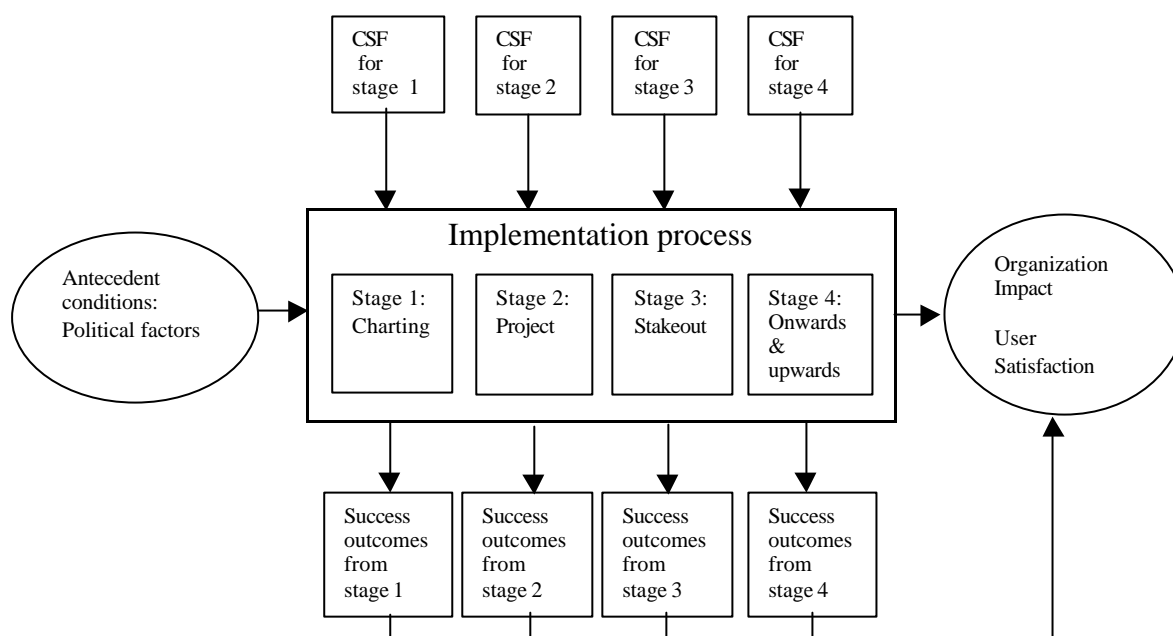 CSF
for
stage 1
CSF
for
stage 2
CSF
for
stage 3
CSF
for
stage 4
Implementation process
Antecedent
conditions:
Political factors
Stage 1:
Charting
Stage 2:
Project
Stage 3:
Stakeout
Stage 4:
Onwards
&
upwards
Organization
Impact
User
Satisfaction
Success
outcomes
from
stage 1
Success
outcomes
from
stage 2
Success
outcomes
from
stage 3
Success
outcomes
from
stage 4